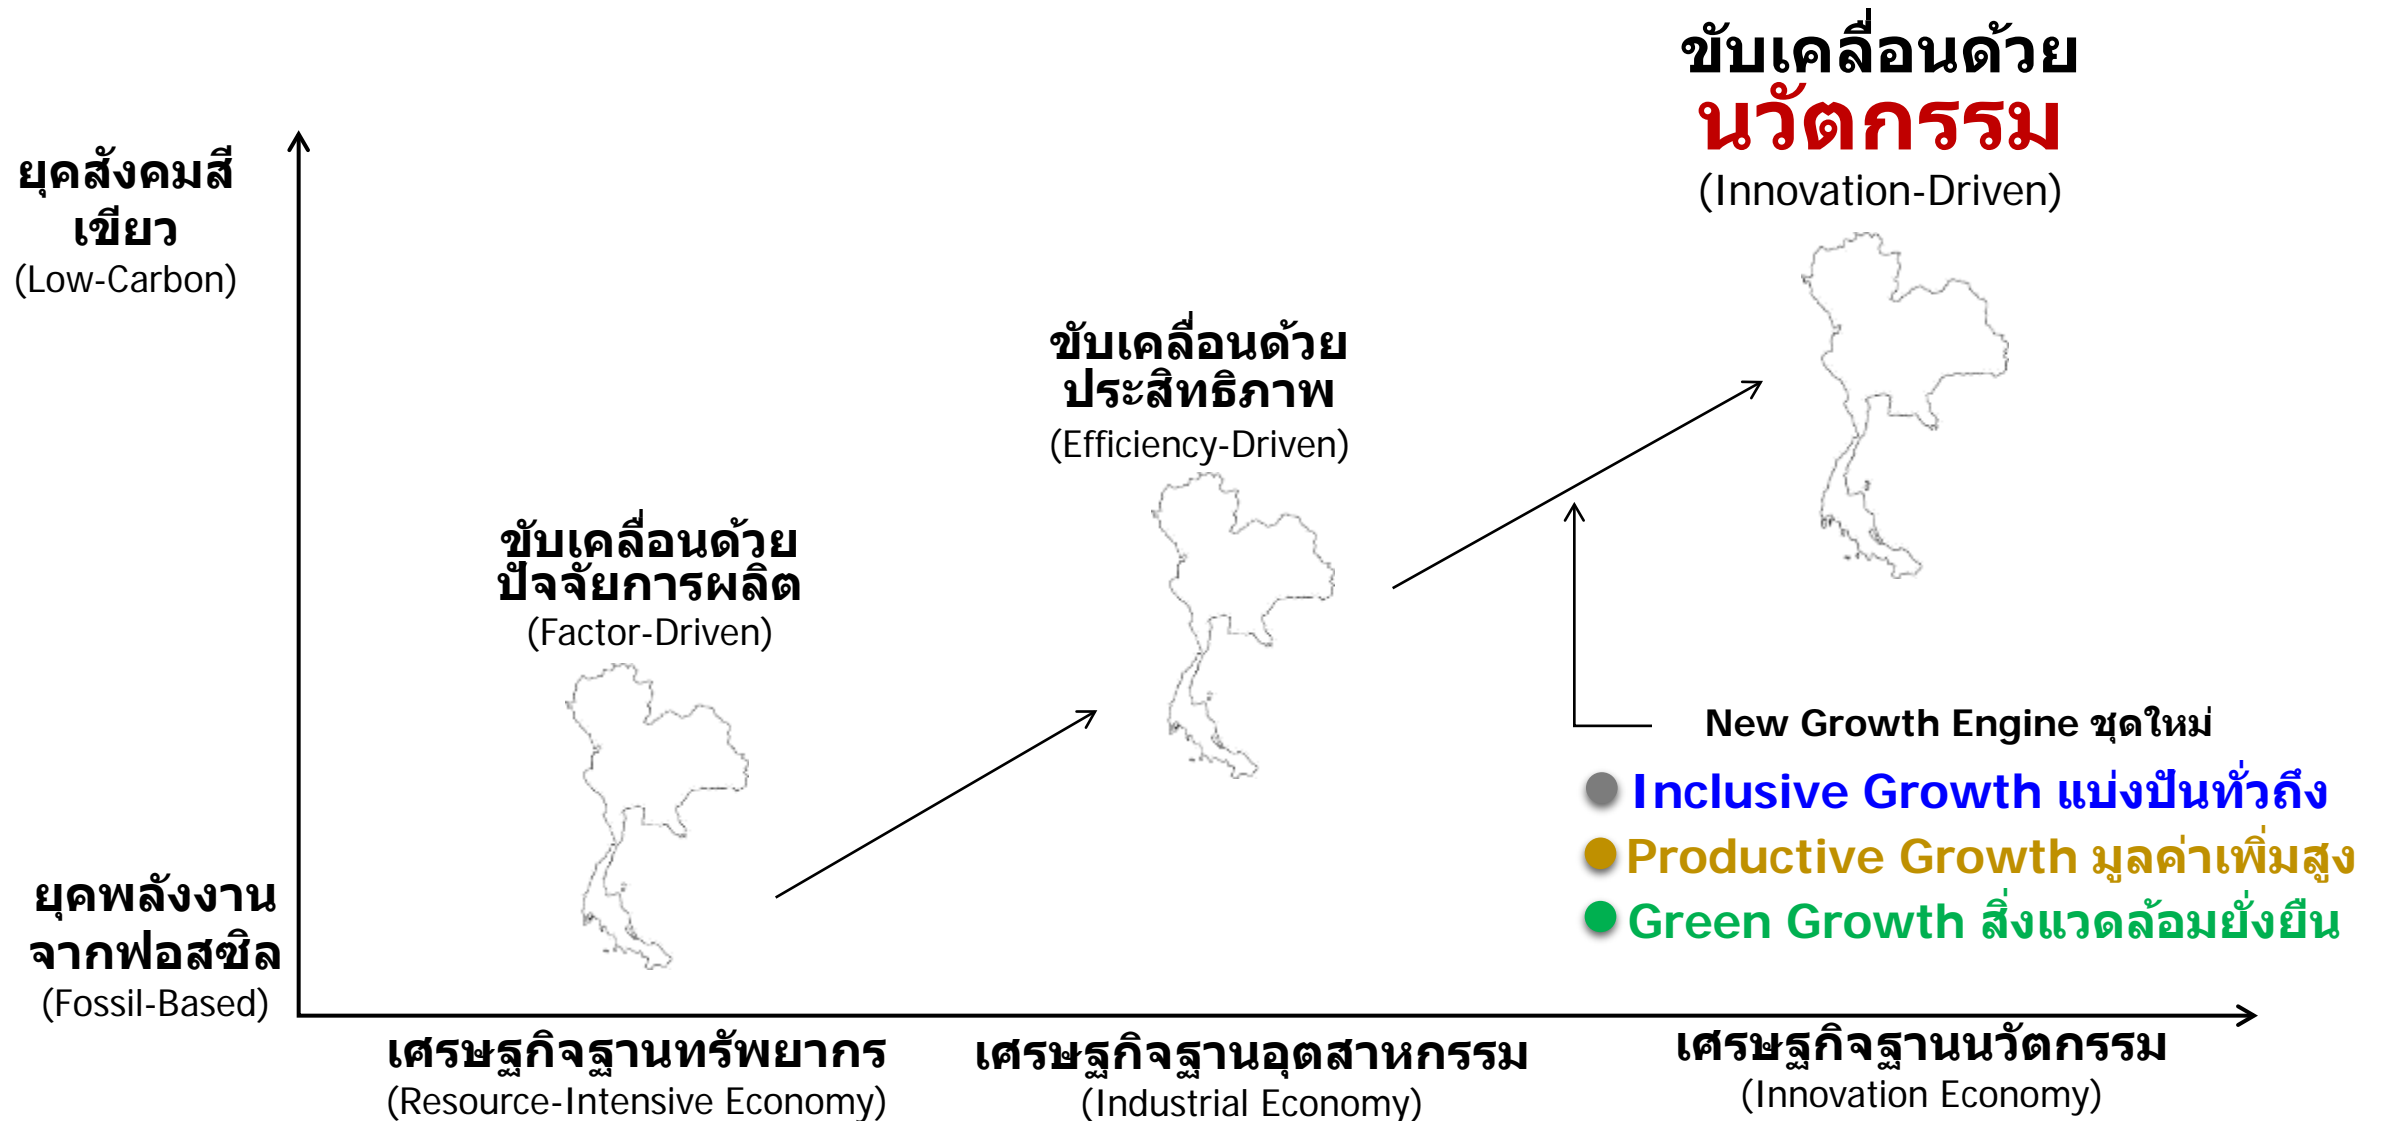 ขับเคลื่อนด้วย
นวัตกรรม
(Innovation-Driven)
ยุคสังคมสี
เขียว
(Low-Carbon)
ขับเคลื่อนด้วย
ประสิทธิภาพ
(Efficiency-Driven)
ขับเคลื่อนด้วย
ปัจจัยการผลิต
(Factor-Driven)
New Growth Engine ชุดใหม่
Inclusive Growth แบ่งปันทั่วถึง
Productive Growth มูลค่าเพิ่มสูง
Green Growth สิ่งแวดล้อมยั่งยืน
ยุคพลังงาน
จากฟอสซิล
(Fossil-Based)
เศรษฐกิจฐานทรัพยากร
(Resource-Intensive Economy)
เศรษฐกิจฐานอุตสาหกรรม
(Industrial Economy)
เศรษฐกิจฐานนวัตกรรม
(Innovation Economy)